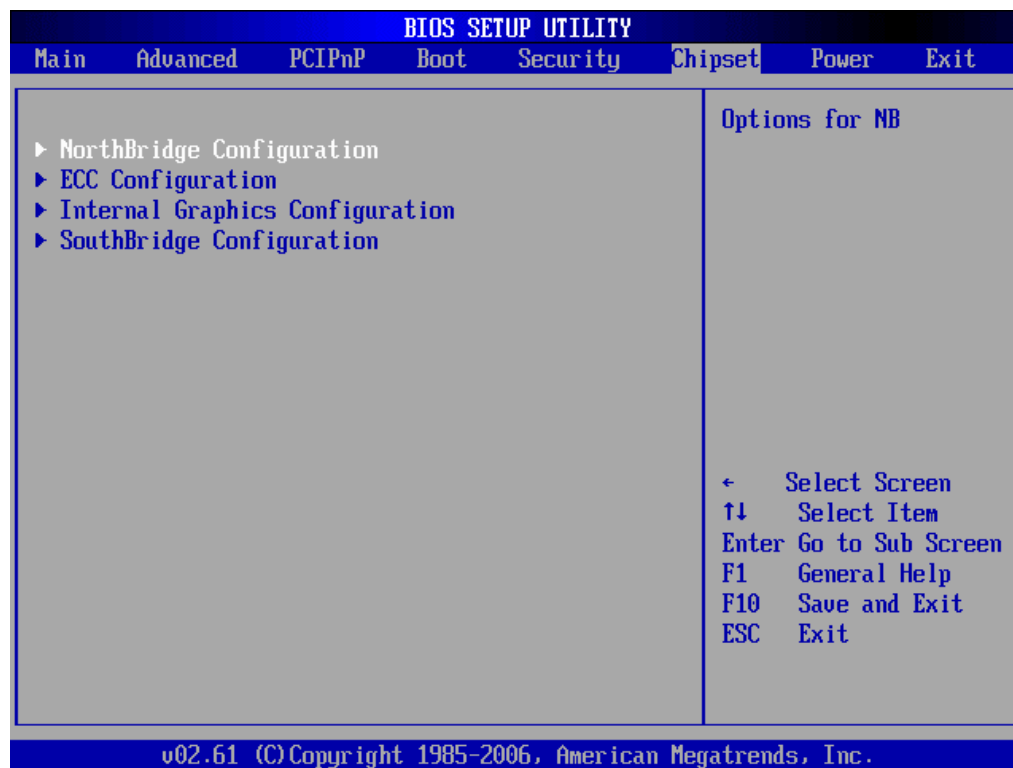 BIOS SETUP UTILITY
Main Advanced PCIPnP Boot Security Chipset Power Exit
► NorthBridge Configuration
► ECC Configuration
► Internal Graphics Configuration
► SouthBridge Configuration
Options for NB
← Select Screen
↑↓ Select Item
Enter Go to Sub Screen
F1 General Help
F10 Save and Exit
ESC Exit
v02.61 (C)Copyright 1985-2006, American Megatrends, Inc.